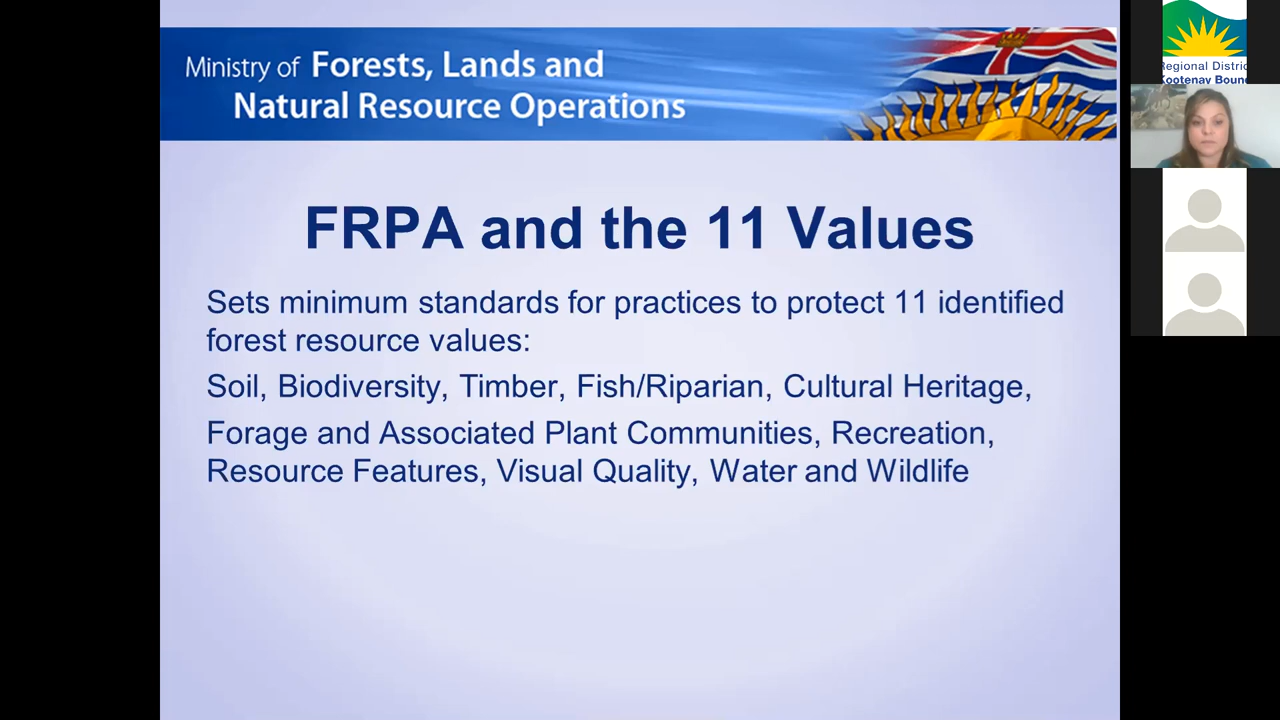 Ministry of Forests, Lands and
Natural Resource Operations
FRPA and the 11 Values
Sets minimum standards for practices to protect 11 identified
forest resource values:
Soil, Biodiversity, Timber, Fish/Riparian, Cultural Heritage,
Forage and Associated Plant Communities, Recreation,
Resource Features, Visual Quality, Water and Wildlife
Regional Distric
Kootenay Boun